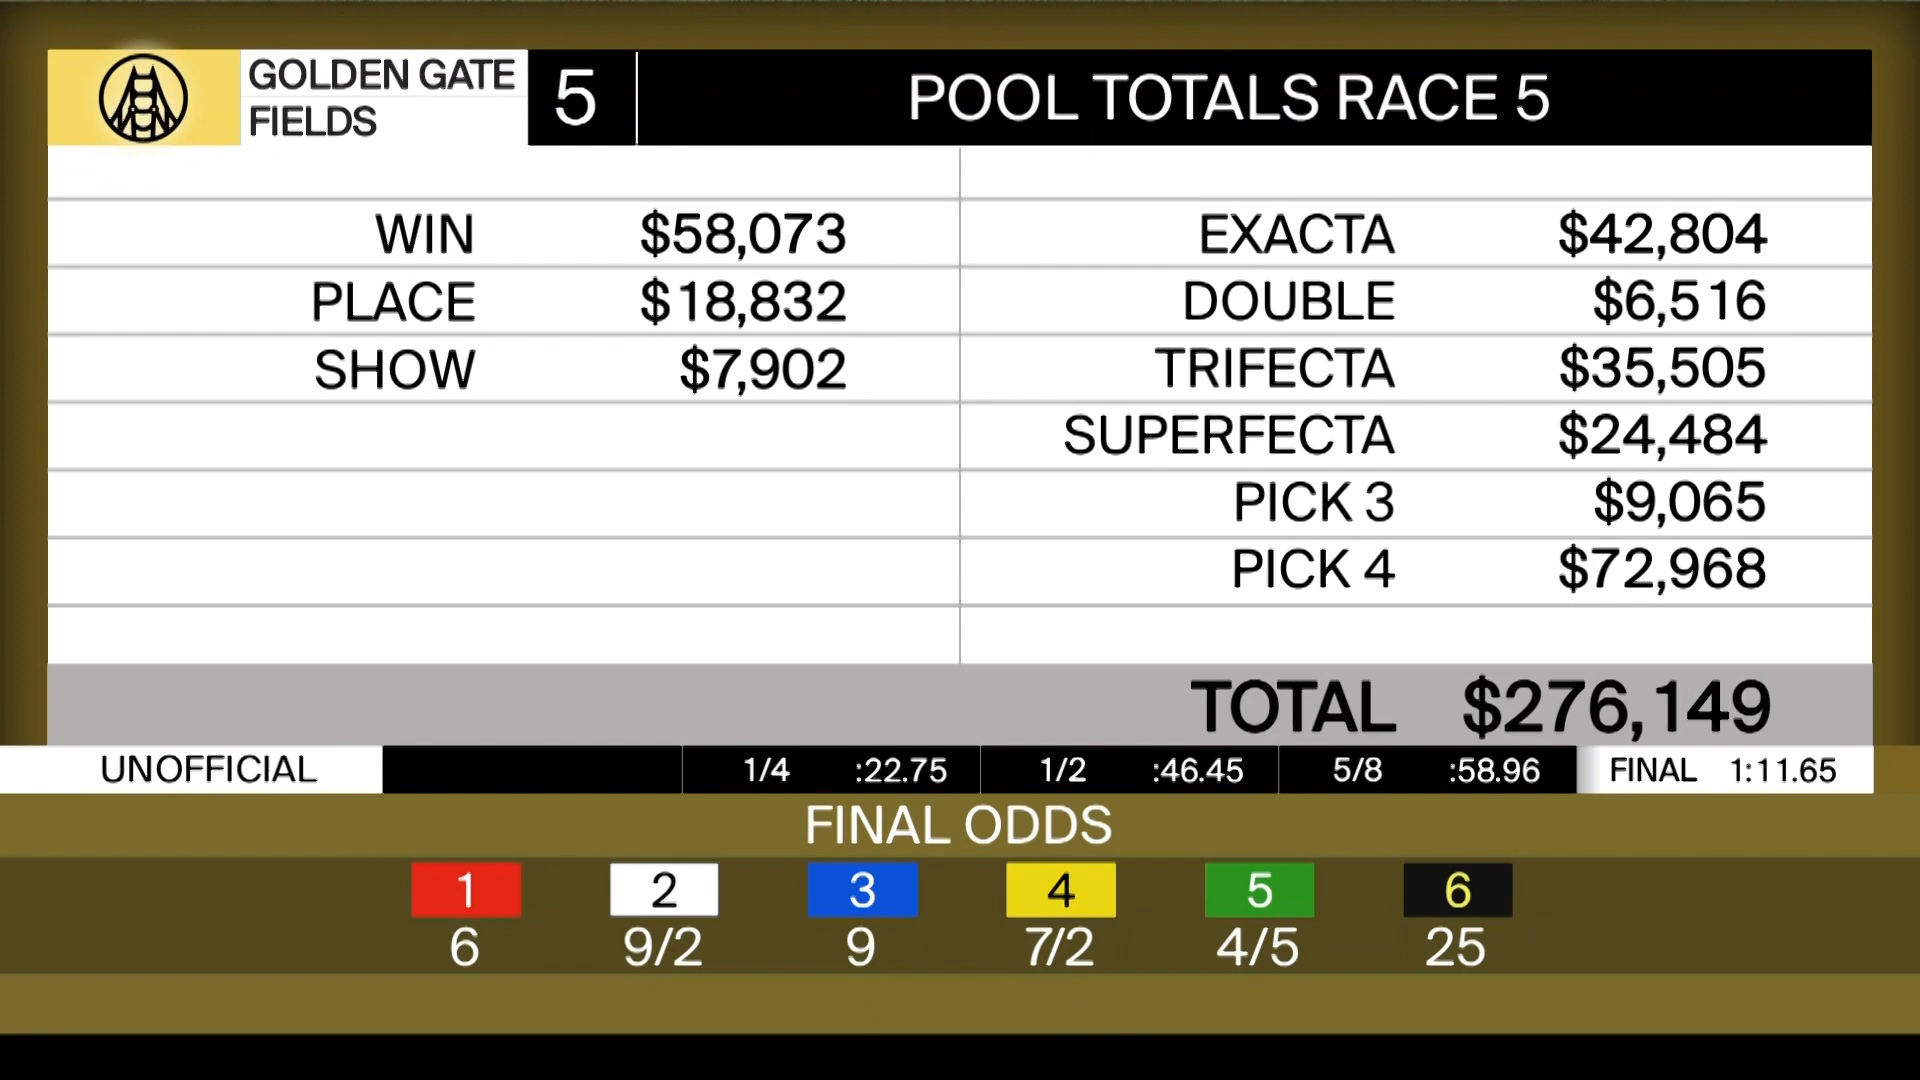 GOLDEN GATE
FIELDS
5
POOL TOTALS RACE 5
WIN $58,073
PLACE $18,832
SHOW $7,902
EXACTA $42,804
DOUBLE $6,516
TRIFECTA $35,505
SUPERFECTA $24,484
PICK 3 $9,065
PICK 4 $72,968
TOTAL $276,149
UNOFFICIAL 1/4 :22.75 1/2 :46.45 5/8 :58.96 FINAL 1:11.65
FINAL ODDS
1 2 3 4 5 6
6 9/2 9 7/2 4/5 25